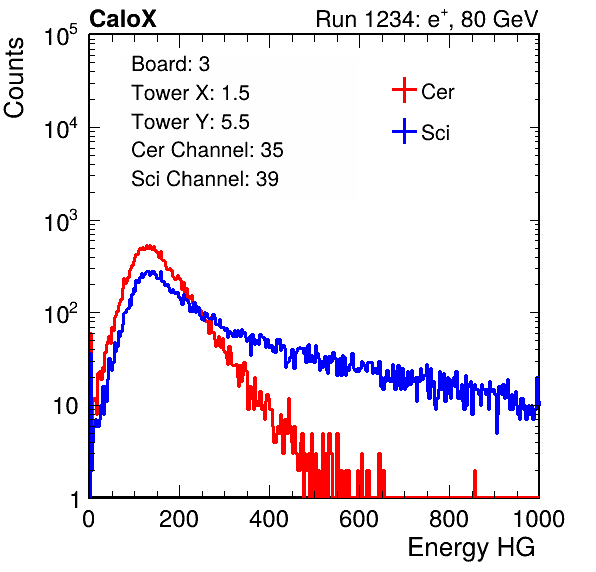 CaloX Run 1234: e⁺, 80 GeV
Counts
Board: 3
Tower X: 1.5
Tower Y: 5.5
Cer Channel: 35
Sci Channel: 39
Cer
Sci
10⁵
10⁴
10³
10²
10
1
0 200 400 600 800 1000
Energy HG